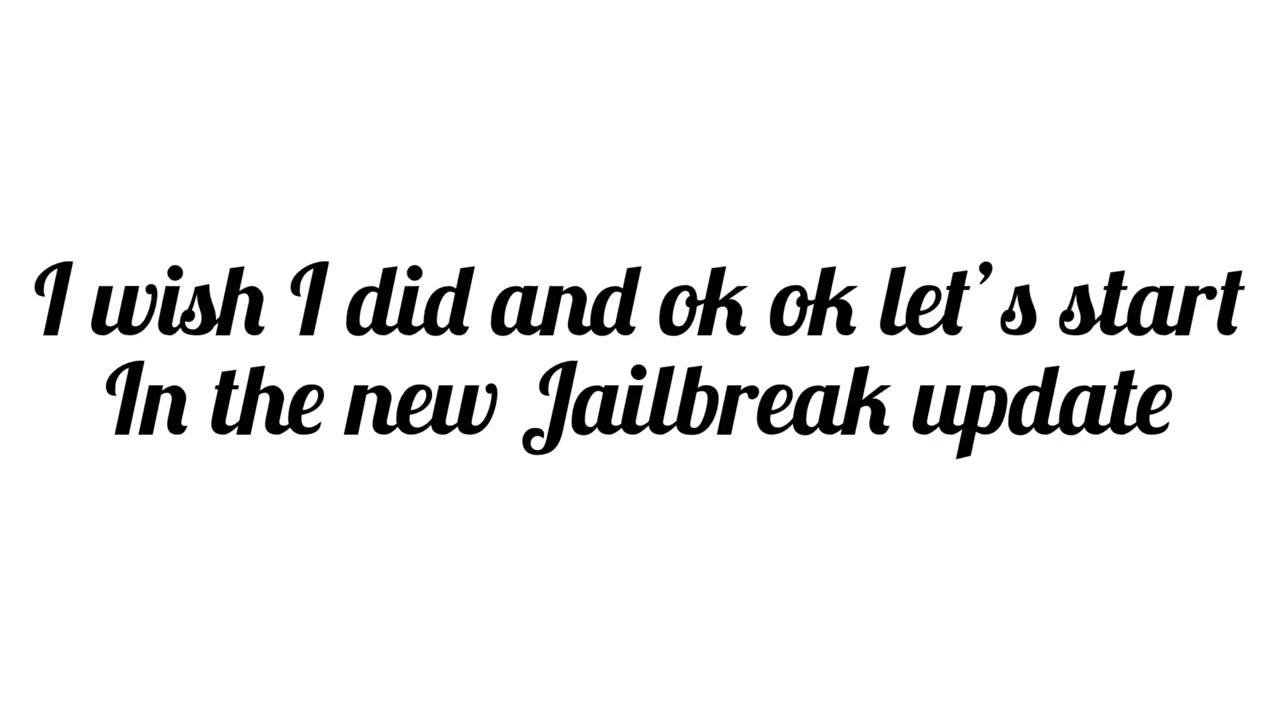 I wish I did and ok ok let’s start
In the new Jailbreak update